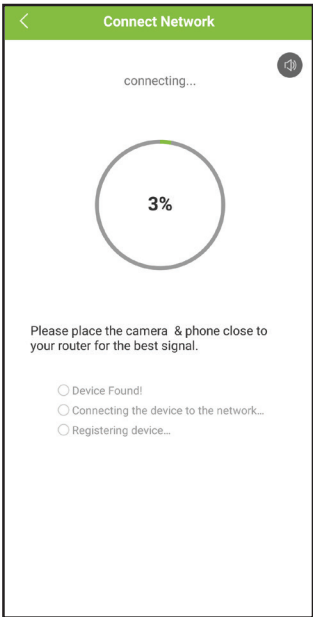 Connect Network
connecting...
3%
Please place the camera & phone close to
your router for the best signal.
Device Found!
Connecting the device to the network...
Registering device...